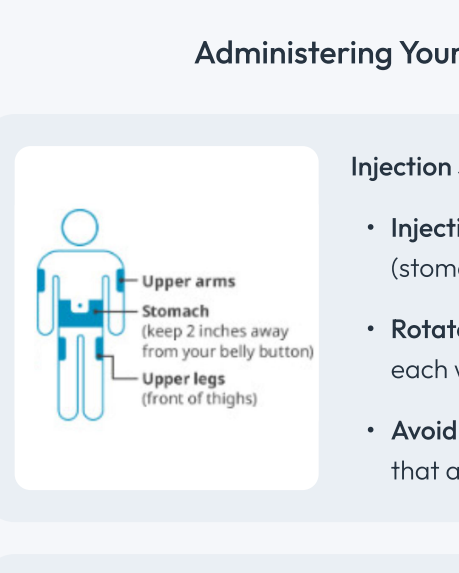 Administering Your
Upper arms
Stomach
(keep 2 inches away
from your belly button)
Upper legs
(front of thighs)
Injection
Injecti
(stom
Rotat
each
Avoid
that a